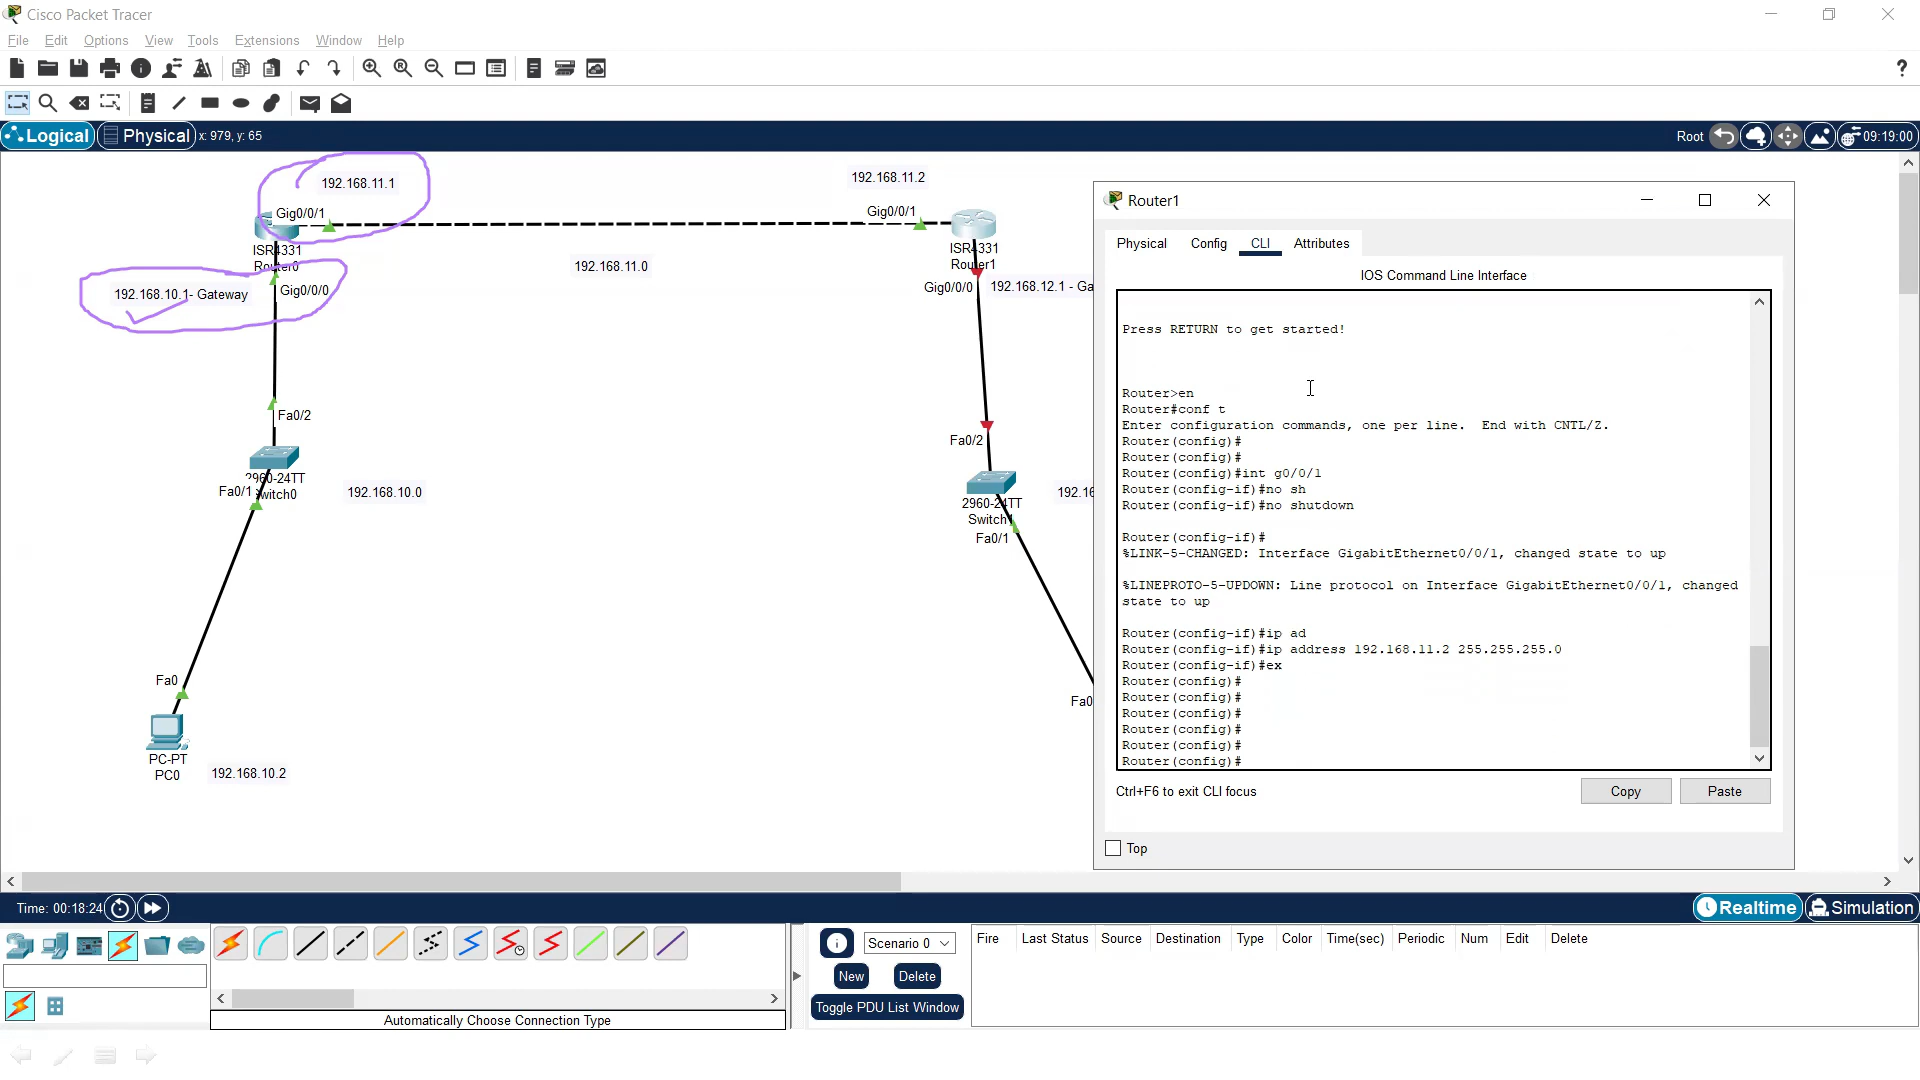 Cisco Packet Tracer
File Edit Options View Tools Extensions Window Help
?
Logical Physical x: 979, y: 65
Root 09:19:00
192.168.11.1
Gig0/0/1
ISR4331
Router0
192.168.10.1- Gateway
Gig0/0/0
Fa0/2
2960-24TT
Switch0
Fa0/1
192.168.10.0
Fa0
PC-PT
PC0
192.168.10.2
192.168.11.0
192.168.11.2
Gig0/0/1
ISR4331
Router1
Gig0/0/0
192.168.12.1 - Ga
Fa0/2
2960-24TT
Switch1
Fa0/1
192.16
Fa0
Router1
Physical Config CLI Attributes
IOS Command Line Interface
Press RETURN to get started!
Router>en
Router#conf t
Enter configuration commands, one per line. End with CNTL/Z.
Router(config)#
Router(config)#
Router(config)#int g0/0/1
Router(config-if)#no sh
Router(config-if)#no shutdown
Router(config-if)#
%LINK-5-CHANGED: Interface GigabitEthernet0/0/1, changed state to up
%LINEPROTO-5-UPDOWN: Line protocol on Interface GigabitEthernet0/0/1, changed
state to up
Router(config-if)#ip ad
Router(config-if)#ip address 192.168.11.2 255.255.255.0
Router(config-if)#ex
Router(config)#
Router(config)#
Router(config)#
Router(config)#
Router(config)#
Router(config)#
Ctrl+F6 to exit CLI focus
Copy Paste
Top
Time: 00:18:24
Realtime Simulation
Scenario 0
New Delete
Toggle PDU List Window
Fire Last Status Source Destination Type Color Time(sec) Periodic Num Edit Delete
Automatically Choose Connection Type